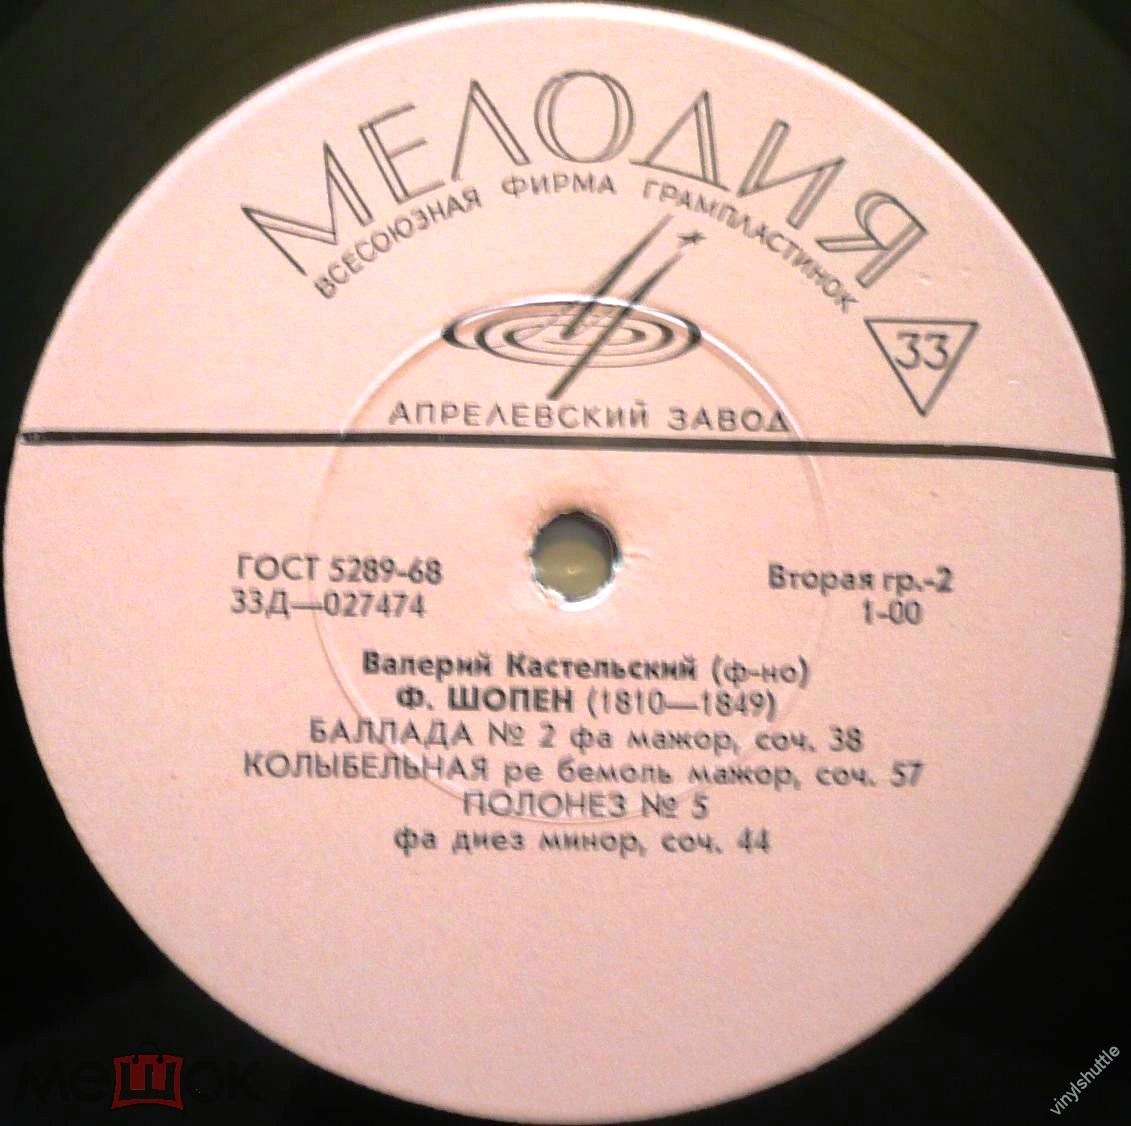 МЕЛОДИЯ
ВСЕСОЮЗНАЯ ФИРМА ГРАМПЛАСТИНОК
33
АПРЕЛЕВСКИЙ ЗАВОД
ГОСТ 5289-68
33Д—027474
Вторая гр.-2
1-00
Валерий Кастельский (ф-но)
Ф. ШОПЕН (1810—1849)
БАЛЛАДА № 2 фа мажор, соч. 38
КОЛЫБЕЛЬНАЯ ре бемоль мажор, соч. 57
ПОЛОНЕЗ № 5
фа диез минор, соч. 44
мешок
vinylshuttle